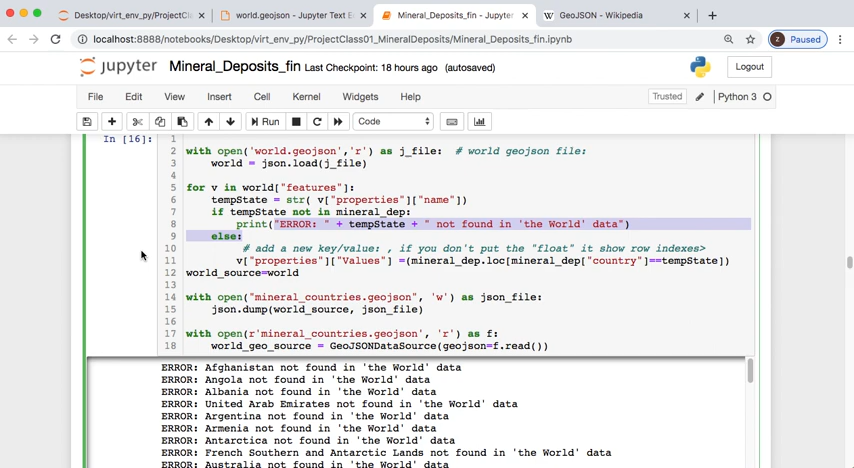 Desktop/virt_env_py/ProjectCla
world.geojson - Jupyter Text E
Mineral_Deposits_fin - Jupyter
GeoJSON - Wikipedia
localhost:8888/notebooks/Desktop/virt_env_py/ProjectClass01_MineralDeposits/Mineral_Deposits_fin.ipynb
Z Paused
jupyter Mineral_Deposits_fin Last Checkpoint: 18 hours ago (autosaved)
Logout
File Edit View Insert Cell Kernel Widgets Help
Trusted Python 3
Run Code
In [16]: 1
2 with open('world.geojson','r') as j_file: # world geojson file:
3 world = json.load(j_file)
4
5 for v in world["features"]:
6 tempState = str( v["properties"]["name"])
7 if tempState not in mineral_dep:
8 print("ERROR: " + tempState + " not found in 'the World' data")
9 else:
10 # add a new key/value: , if you don't put the "float" it show row indexes>
11 v["properties"]["Values"] =(mineral_dep.loc[mineral_dep["country"]==tempState])
12 world_source=world
13
14 with open("mineral_countries.geojson", 'w') as json_file:
15 json.dump(world_source, json_file)
16
17 with open(r'mineral_countries.geojson', 'r') as f:
18 world_geo_source = GeoJSONDataSource(geojson=f.read())
ERROR: Afghanistan not found in 'the World' data
ERROR: Angola not found in 'the World' data
ERROR: Albania not found in 'the World' data
ERROR: United Arab Emirates not found in 'the World' data
ERROR: Argentina not found in 'the World' data
ERROR: Armenia not found in 'the World' data
ERROR: Antarctica not found in 'the World' data
ERROR: French Southern and Antarctic Lands not found in 'the World' data
ERROR: Australia not found in 'the World' data